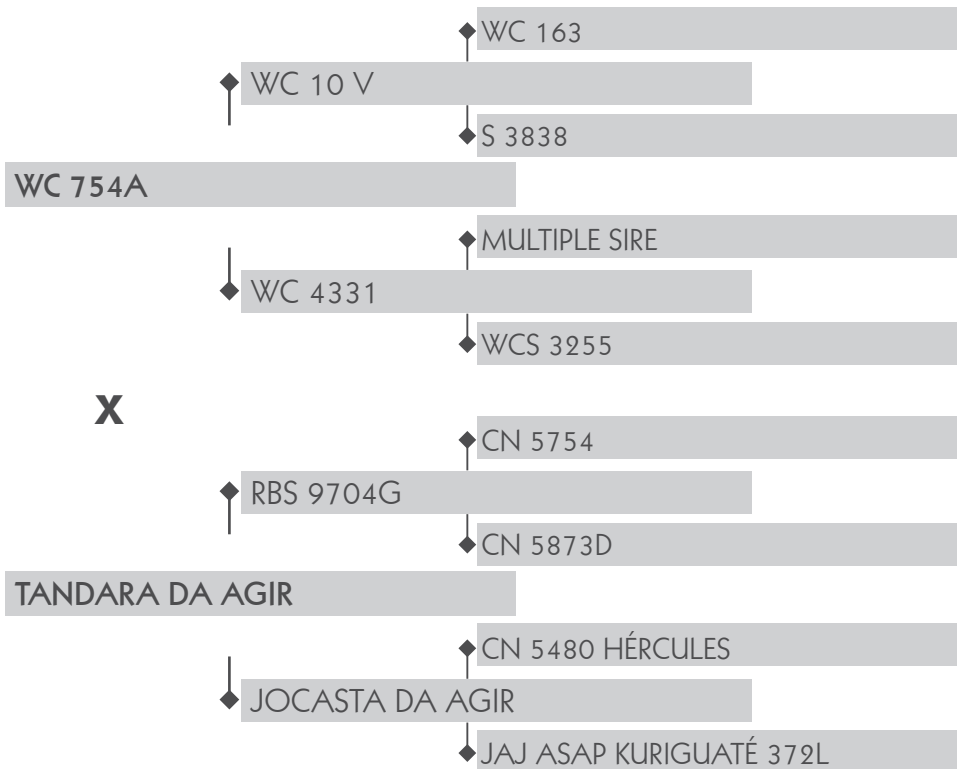 WC 163
WC 10 V
S 3838
WC 754A
MULTIPLE SIRE
WC 4331
WCS 3255
X
CN 5754
RBS 9704G
CN 5873D
TANDARA DA AGIR
CN 5480 HÉRCULES
JOCASTA DA AGIR
JAJ ASAP KURIGUATÉ 372L